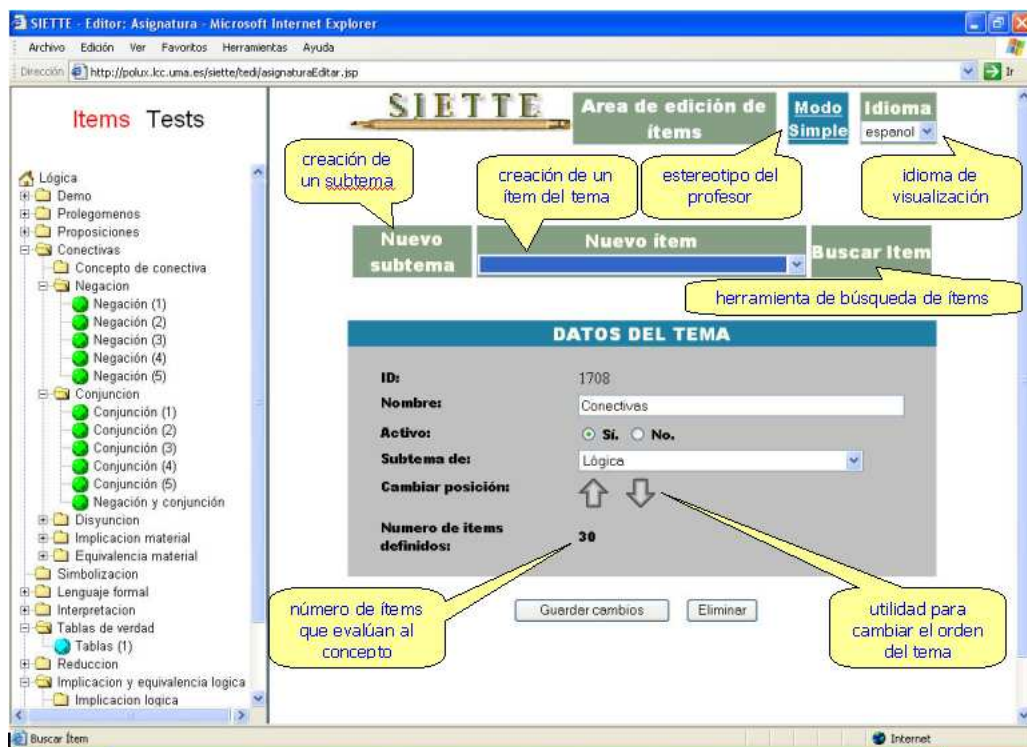 SIETTE - Editor: Asignatura - Microsoft Internet Explorer
Archivo Edición Ver Favoritos Herramientas Ayuda
Dirección http://polux.lcc.uma.es/siette/tedi/asignaturaEditar.jsp Ir
Items Tests
Lógica
Demo
Prolegomenos
Proposiciones
Conectivas
Concepto de conectiva
Negacion
Negación (1)
Negación (2)
Negación (3)
Negación (4)
Negación (5)
Conjuncion
Conjunción (1)
Conjunción (2)
Conjunción (3)
Conjunción (4)
Conjunción (5)
Negación y conjunción
Disyuncion
Implicacion material
Equivalencia material
Simbolizacion
Lenguaje formal
Interpretacion
Tablas de verdad
Tablas (1)
Reduccion
Implicacion y equivalencia logica
Implicacion logica
SIETTE
Area de edición de
ítems
Modo
Simple
Idioma
espanol
creación de
un subtema
creación de un
ítem del tema
estereotipo del
profesor
idioma de
visualización
Nuevo
subtema
Nuevo item
Buscar Item
herramienta de búsqueda de ítems
DATOS DEL TEMA
ID: 1708
Nombre: Conectivas
Activo: Sí. No.
Subtema de: Lógica
Cambiar posición:
Numero de items
definidos: 30
número de ítems
que evalúan al
concepto
Guardar cambios Eliminar
utilidad para
cambiar el orden
del tema
Buscar Ítem Internet